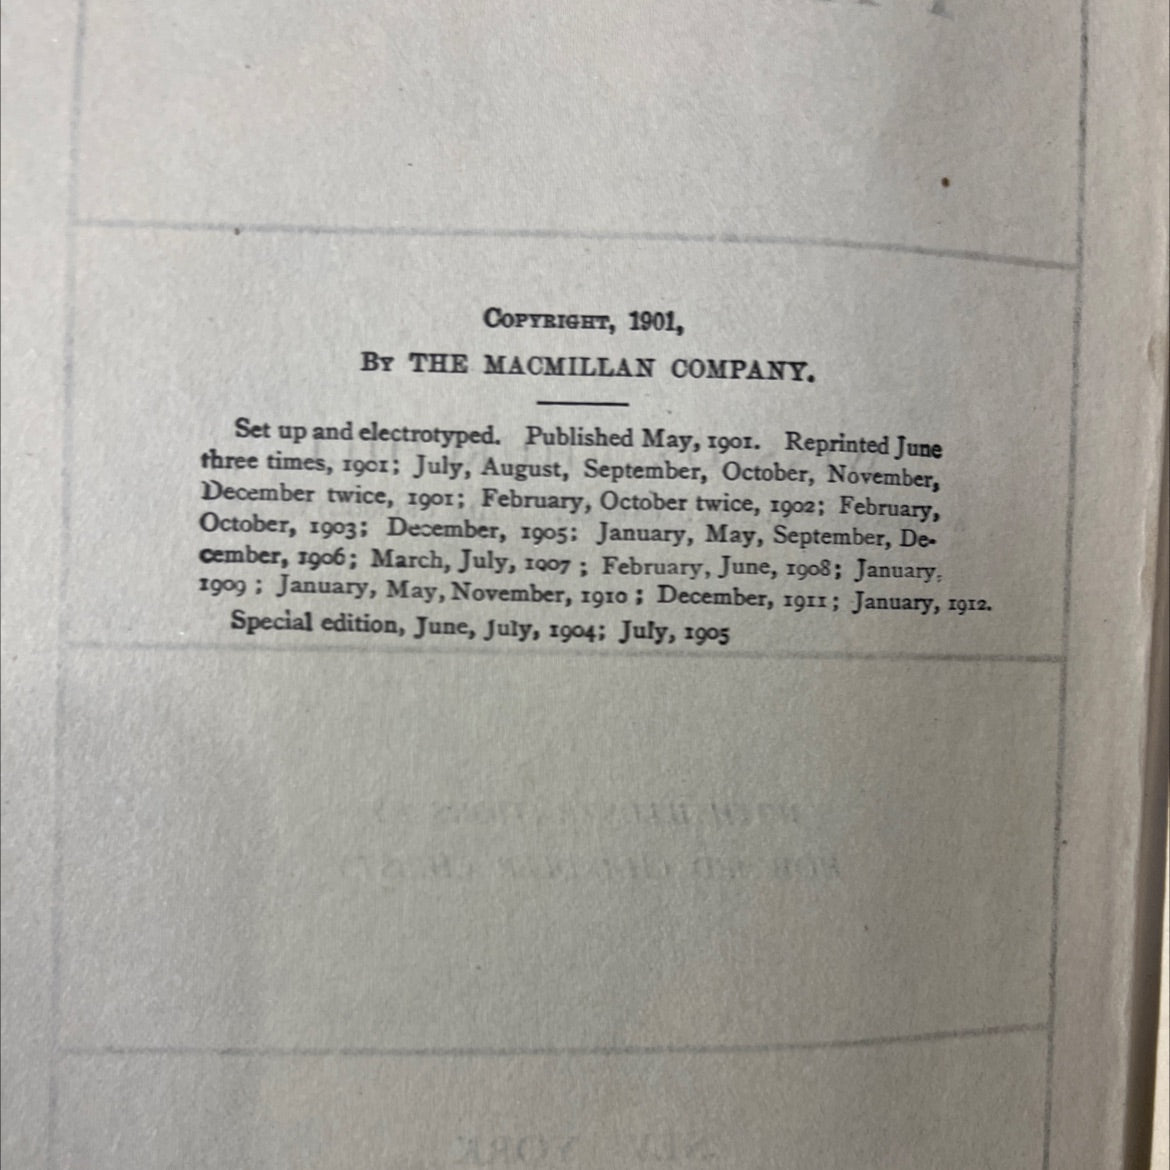 COPYRIGHT, 1901,
BY THE MACMILLAN COMPANY.
Set up and electrotyped. Published May, 1901. Reprinted June
three times, 1901; July, August, September, October, November,
December twice, 1901; February, October twice, 1902; February,
October, 1903; December, 1905; January, May, September, De-
cember, 1906; March, July, 1907 ; February, June, 1908; January,
1909 ; January, May, November, 1910 ; December, 1911; January, 1912.
Special edition, June, July, 1904; July, 1905